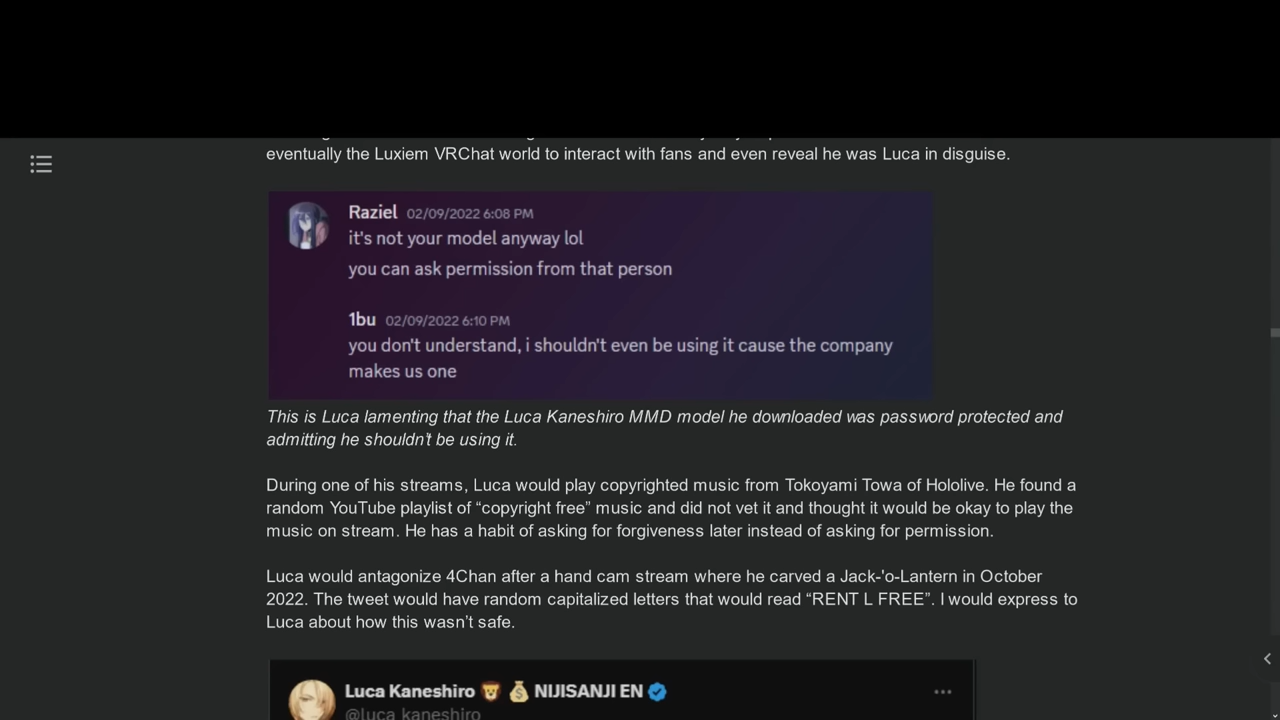 eventually the Luxiem VRChat world to interact with fans and even reveal he was Luca in disguise.
Raziel 02/09/2022 6:08 PM
it's not your model anyway lol
you can ask permission from that person
1bu 02/09/2022 6:10 PM
you don't understand, i shouldn't even be using it cause the company
makes us one
This is Luca lamenting that the Luca Kaneshiro MMD model he downloaded was password protected and
admitting he shouldn't be using it.
During one of his streams, Luca would play copyrighted music from Tokoyami Towa of Hololive. He found a
random YouTube playlist of “copyright free” music and did not vet it and thought it would be okay to play the
music on stream. He has a habit of asking for forgiveness later instead of asking for permission.
Luca would antagonize 4Chan after a hand cam stream where he carved a Jack-'o-Lantern in October
2022. The tweet would have random capitalized letters that would read “RENT L FREE”. I would express to
Luca about how this wasn’t safe.
Luca Kaneshiro 🦁 💰 NIJISANJI EN
@luca_kaneshiro